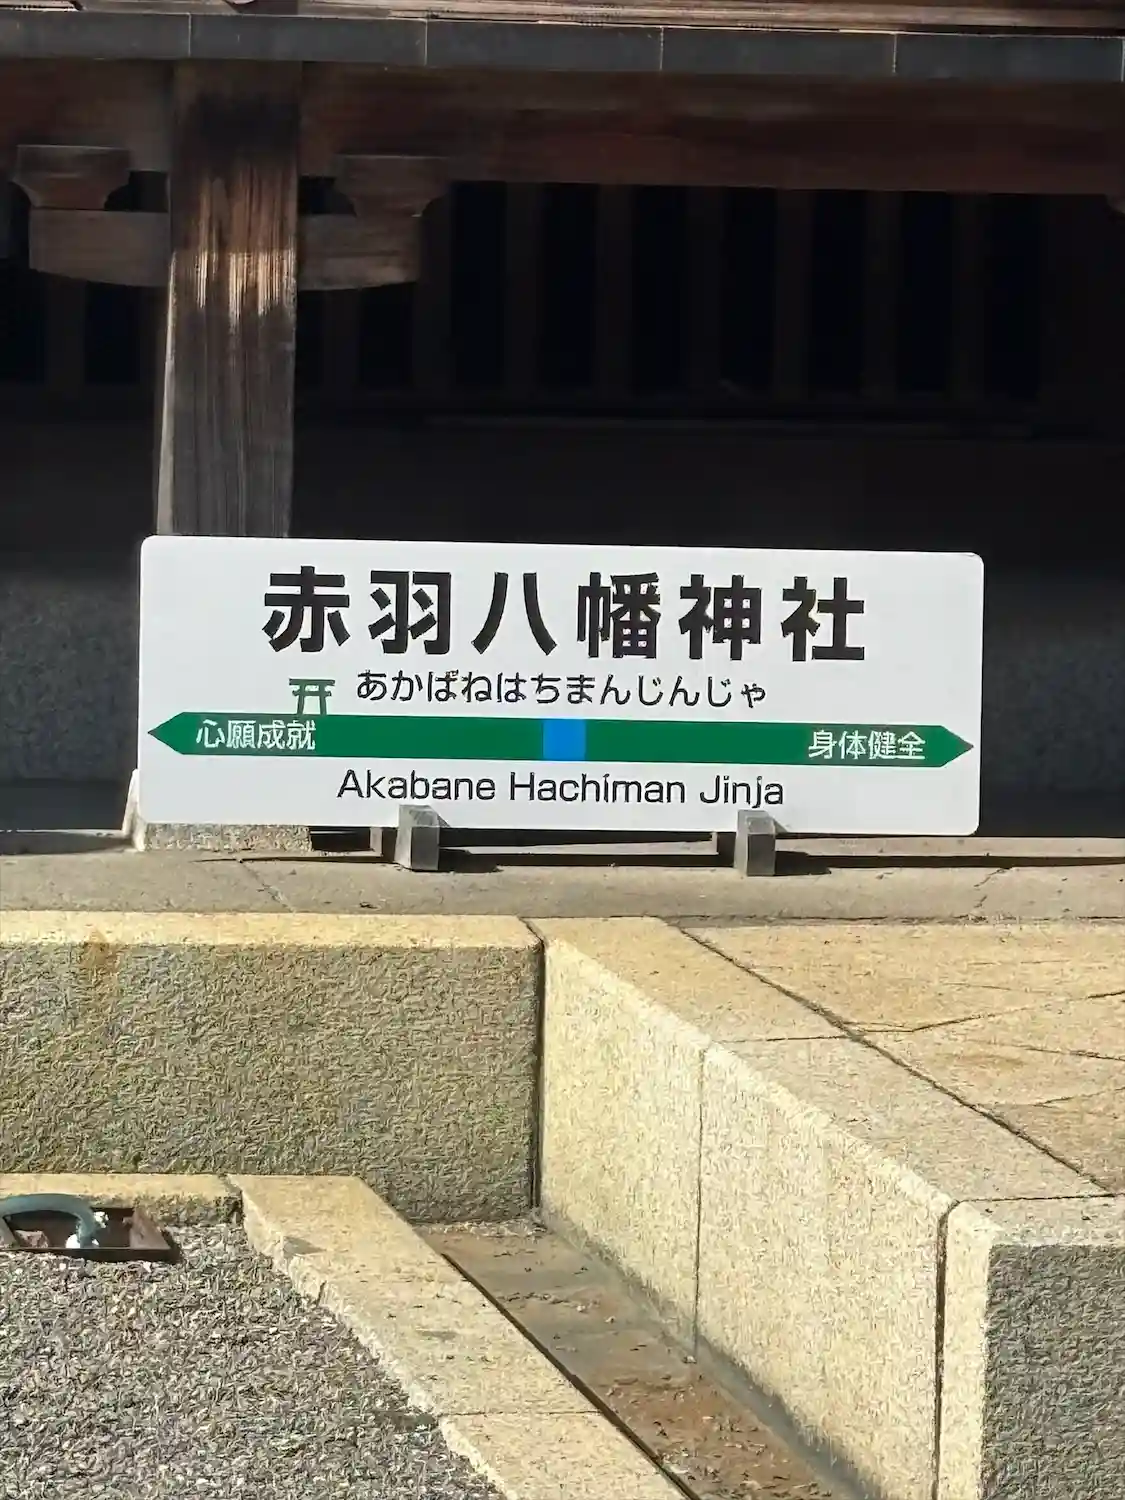 赤羽八幡神社
あかばねはちまんじんじゃ
心願成就 身体健全
Akabane Hachiman Jinja